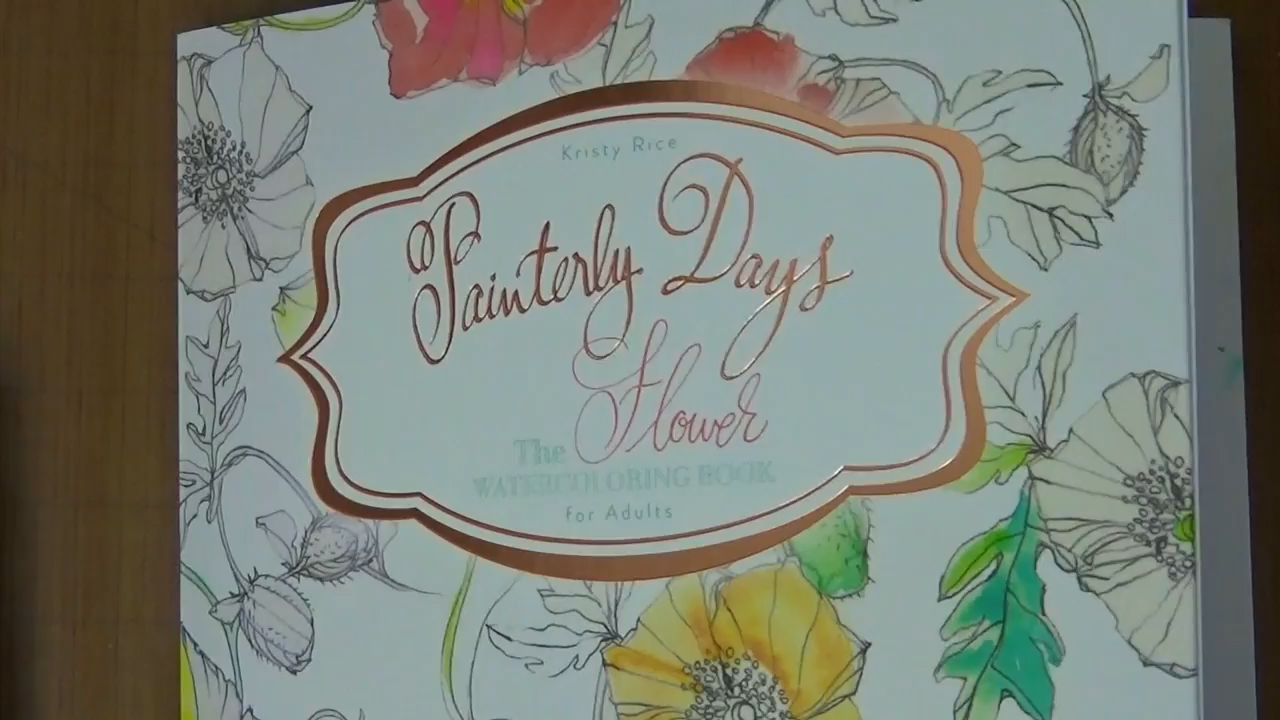 Kristy Rice
Painterly Days
The Flower
WATERCOLORING BOOK
for Adults